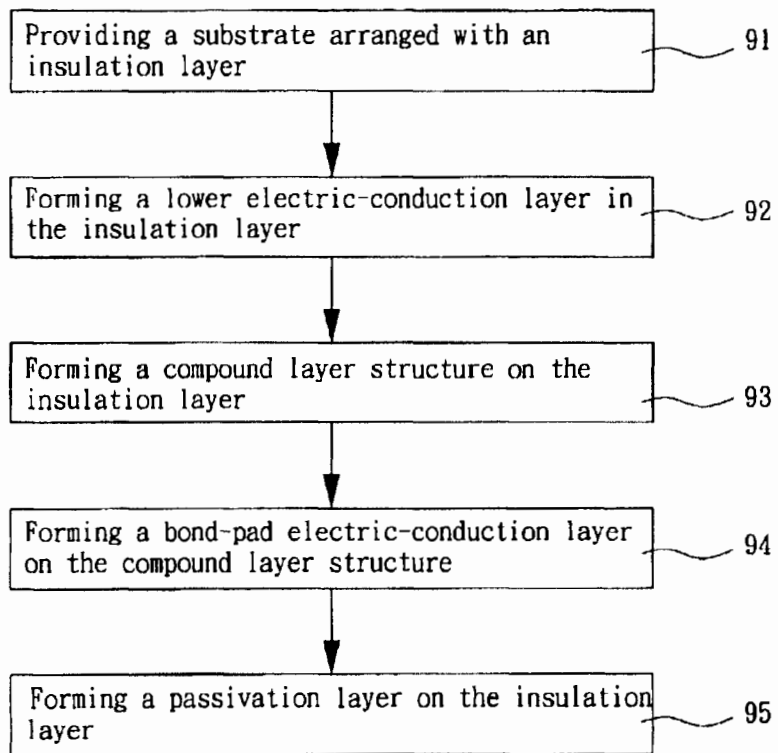 Providing a substrate arranged with an
insulation layer
91
Forming a lower electric-conduction layer in
the insulation layer
92
Forming a compound layer structure on the
insulation layer
93
Forming a bond-pad electric-conduction layer
on the compound layer structure
94
Forming a passivation layer on the insulation
layer
95